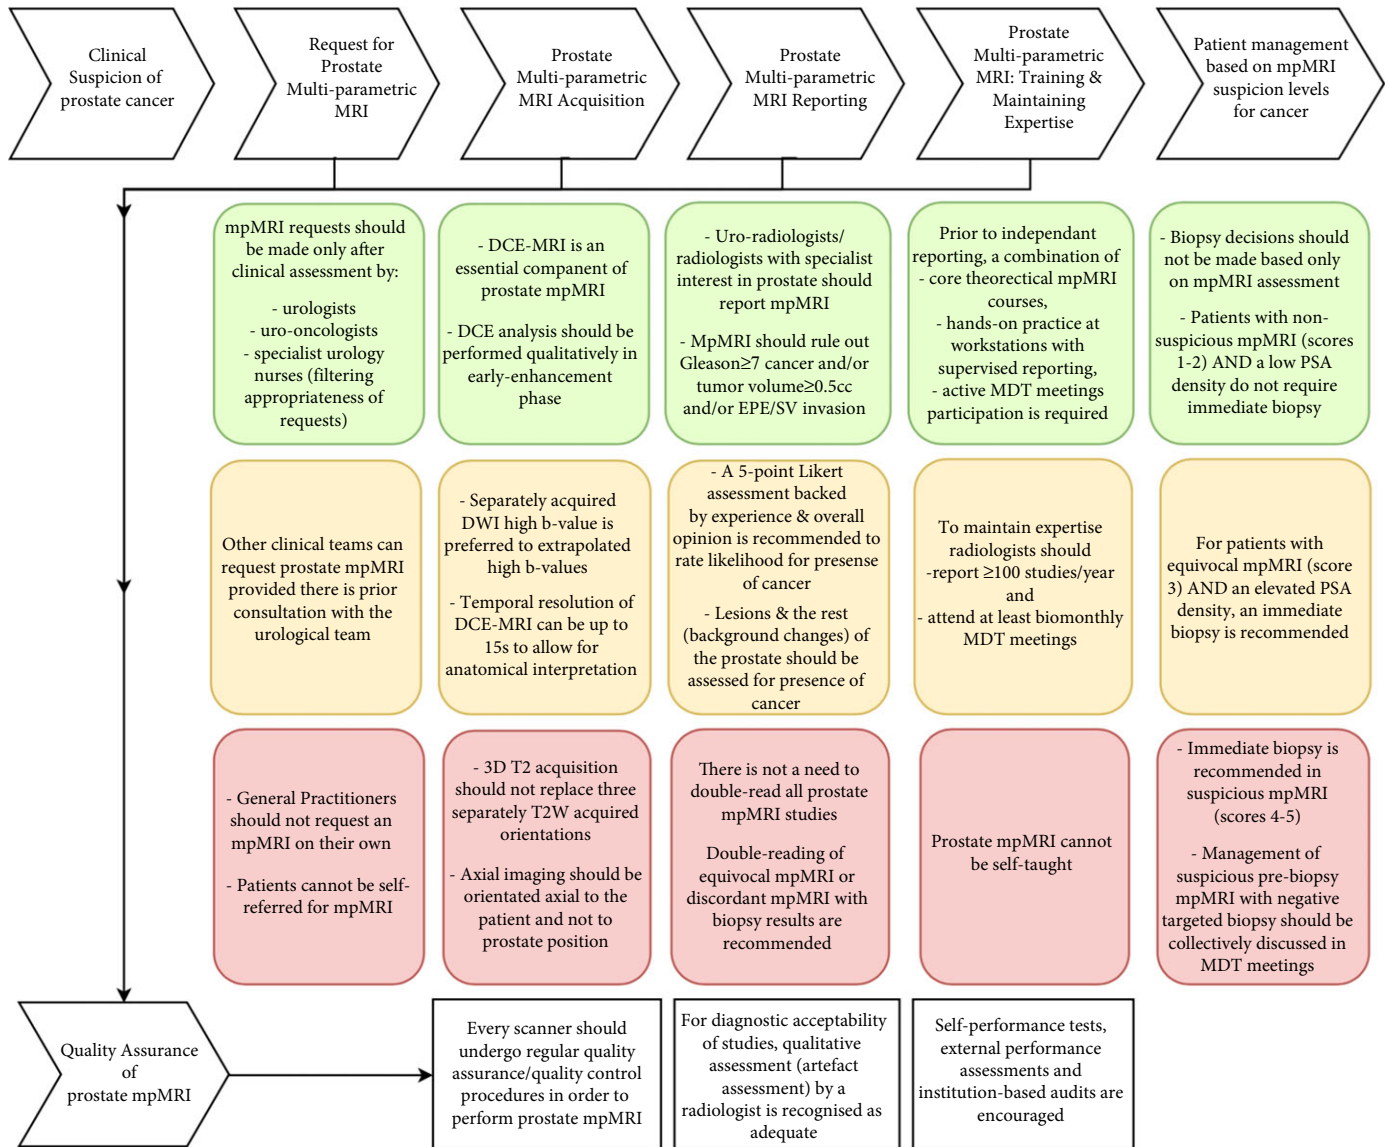 Clinical
Suspicion of
prostate cancer
Request for
Prostate
Multi-parametric
MRI
Prostate
Multi-parametric
MRI Acquisition
Prostate
Multi-parametric
MRI Reporting
Prostate
Multi-parametric
MRI: Training &
Maintaining
Expertise
Patient management
based on mpMRI
suspicion levels
for cancer
mpMRI requests should
be made only after
clinical assessment by:
- urologists
- uro-oncologists
- specialist urology
nurses (filtering
appropriateness of
requests)
- DCE-MRI is an
essential component of
prostate mpMRI
- DCE analysis should be
performed qualitatively in
early-enhancement
phase
- Uro-radiologists/
radiologists with specialist
interest in prostate should
report mpMRI
- MpMRI should rule out
Gleason≥7 cancer and/or
tumor volume≥0.5cc
and/or EPE/SV invasion
Prior to independant
reporting, a combination of
- core theorectical mpMRI
courses,
- hands-on practice at
workstations with
supervised reporting,
- active MDT meetings
participation is required
- Biopsy decisions should
not be made based only
on mpMRI assessment
- Patients with non-
suspicious mpMRI (scores
1-2) AND a low PSA
density do not require
immediate biopsy
Other clinical teams can
request prostate mpMRI
provided there is prior
consultation with the
urological team
- Separately acquired
DWI high b-value is
preferred to extrapolated
high b-values
- Temporal resolution of
DCE-MRI can be up to
15s to allow for
anatomical interpretation
- A 5-point Likert
assessment backed
by experience & overall
opinion is recommended to
rate likelihood for presense
of cancer
- Lesions & the rest
(background changes) of
the prostate should be
assessed for presence of
cancer
To maintain expertise
radiologists should
-report ≥100 studies/year
and
- attend at least biomonthly
MDT meetings
For patients with
equivocal mpMRI (score
3) AND an elevated PSA
density, an immediate
biopsy is recommended
- General Practitioners
should not request an
mpMRI on their own
- Patients cannot be self-
referred for mpMRI
- 3D T2 acquisition
should not replace three
separately T2W acquired
orientations
- Axial imaging should be
orientated axial to the
patient and not to
prostate position
There is not a need to
double-read all prostate
mpMRI studies
Double-reading of
equivocal mpMRI or
discordant mpMRI with
biopsy results are
recommended
Prostate mpMRI cannot
be self-taught
- Immediate biopsy is
recommended in
suspicious mpMRI
(scores 4-5)
- Management of
suspicious pre-biopsy
mpMRI with negative
targeted biopsy should be
collectively discussed in
MDT meetings
Quality Assurance
of
prostate mpMRI
Every scanner should
undergo regular quality
assurance/quality control
procedures in order to
perform prostate mpMRI
For diagnostic acceptability
of studies, qualitative
assessment (artefact
assessment) by a
radiologist is recognised as
adequate
Self-performance tests,
external performance
assessments and
institution-based audits are
encouraged